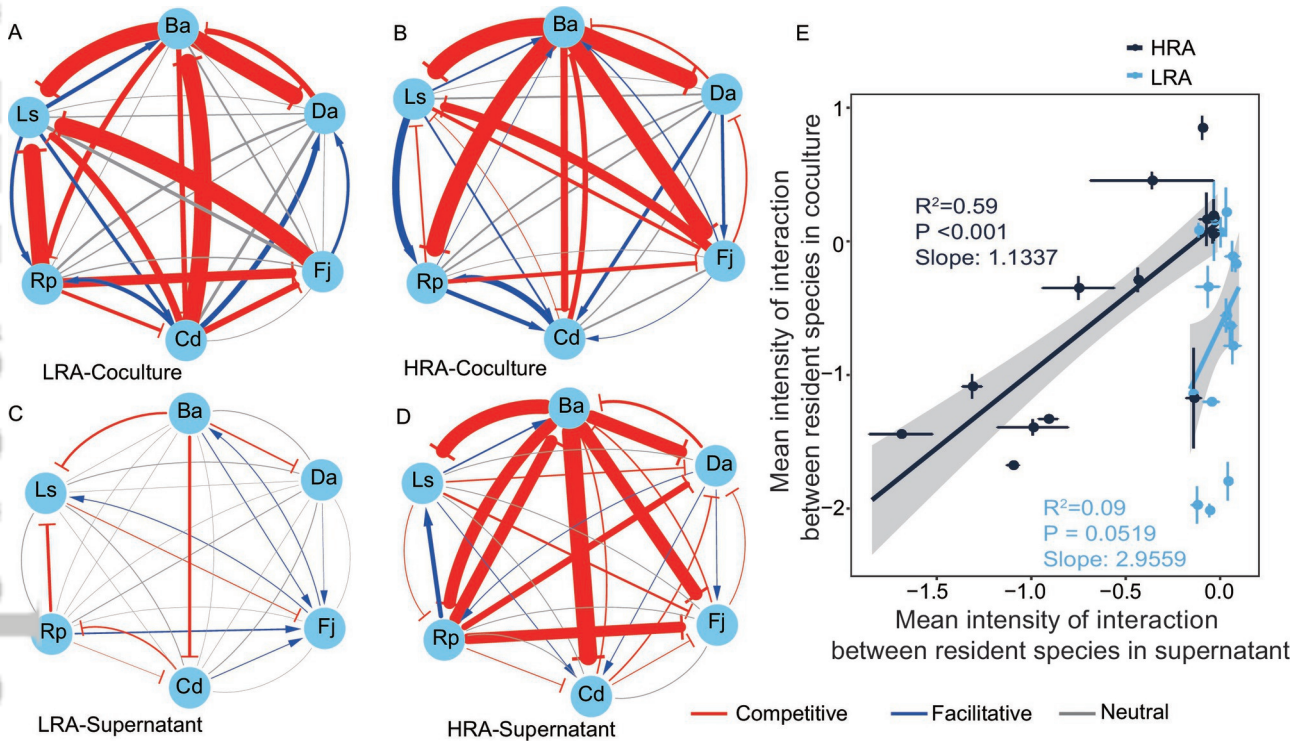 A
Ba
Ls
Da
Rp
Fj
Cd
LRA-Coculture
B
Ba
Ls
Da
Rp
Fj
Cd
HRA-Coculture
C
Ba
Ls
Da
Rp
Fj
Cd
LRA-Supernatant
D
Ba
Ls
Da
Rp
Fj
Cd
HRA-Supernatant
Competitive
Facilitative
Neutral
E
HRA
LRA
Mean intensity of interaction
between resident species in coculture
1
0
−1
−2
R²=0.59
P <0.001
Slope: 1.1337
R²=0.09
P = 0.0519
Slope: 2.9559
−1.5
−1.0
−0.5
0.0
Mean intensity of interaction
between resident species in supernatant